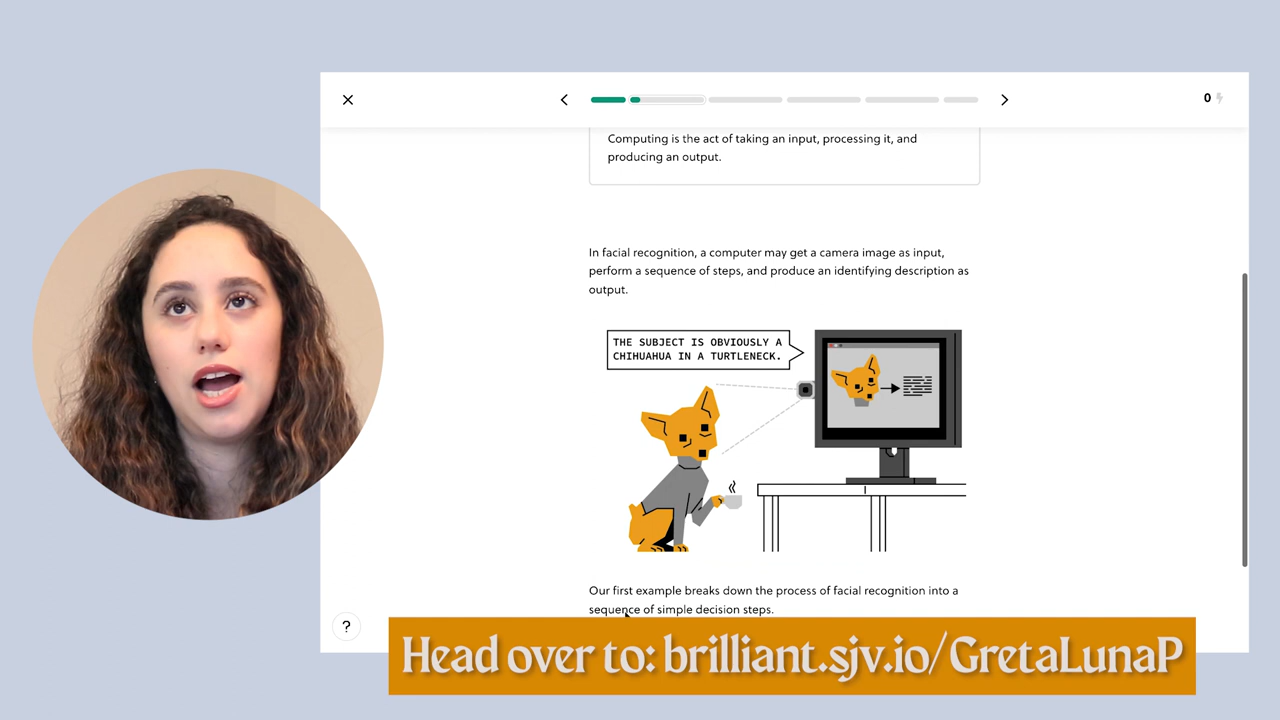 0
Computing is the act of taking an input, processing it, and
producing an output.
In facial recognition, a computer may get a camera image as input,
perform a sequence of steps, and produce an identifying description as
output.
THE SUBJECT IS OBVIOUSLY A
CHIHUAHUA IN A TURTLENECK.
Our first example breaks down the process of facial recognition into a
sequence of simple decision steps.
?
Head over to: brilliant.sjv.io/GretaLunaP